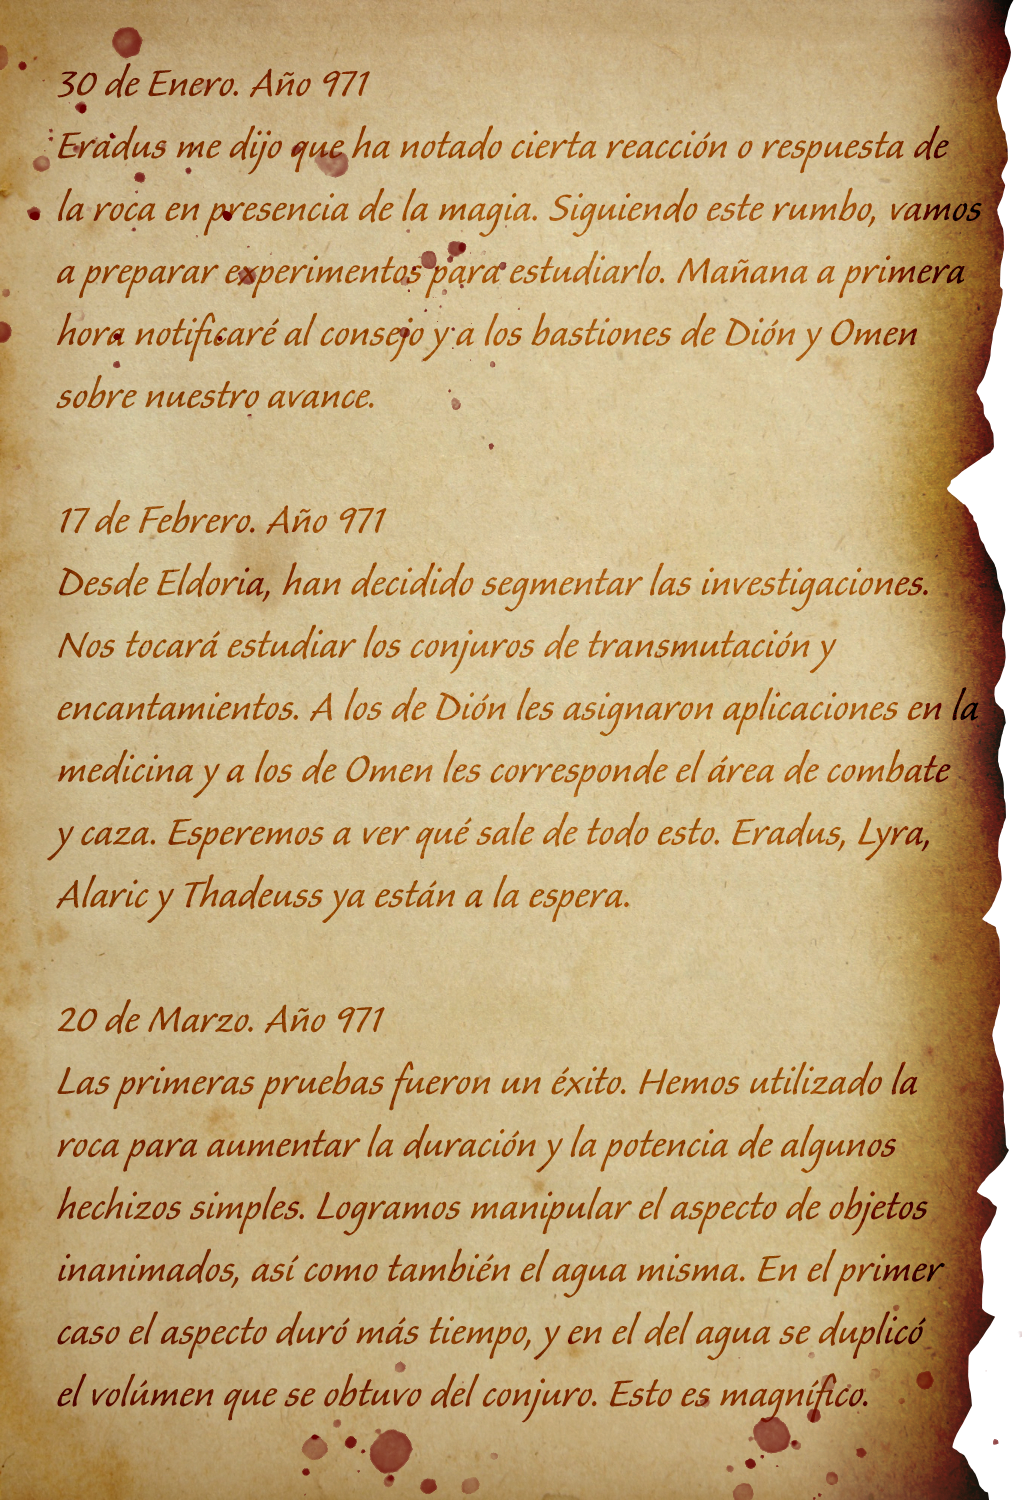 30 de Enero. Año 971
Eradus me dijo que ha notado cierta reacción o respuesta de
la roca en presencia de la magia. Siguiendo este rumbo, vamos
a preparar experimentos para estudiarlo. Mañana a primera
hora notificaré al consejo y a los bastiones de Dión y Omen
sobre nuestro avance.
17 de Febrero. Año 971
Desde Eldoria, han decidido segmentar las investigaciones.
Nos tocará estudiar los conjuros de transmutación y
encantamientos. A los de Dión les asignaron aplicaciones en la
medicina y a los de Omen les corresponde el área de combate
y caza. Esperemos a ver qué sale de todo esto. Eradus, Lyra,
Alaric y Thadeuss ya están a la espera.
20 de Marzo. Año 971
Las primeras pruebas fueron un éxito. Hemos utilizado la
roca para aumentar la duración y la potencia de algunos
hechizos simples. Logramos manipular el aspecto de objetos
inanimados, así como también el agua misma. En el primer
caso el aspecto duró más tiempo, y en el del agua se duplicó
el volúmen que se obtuvo del conjuro. Esto es magnífico.